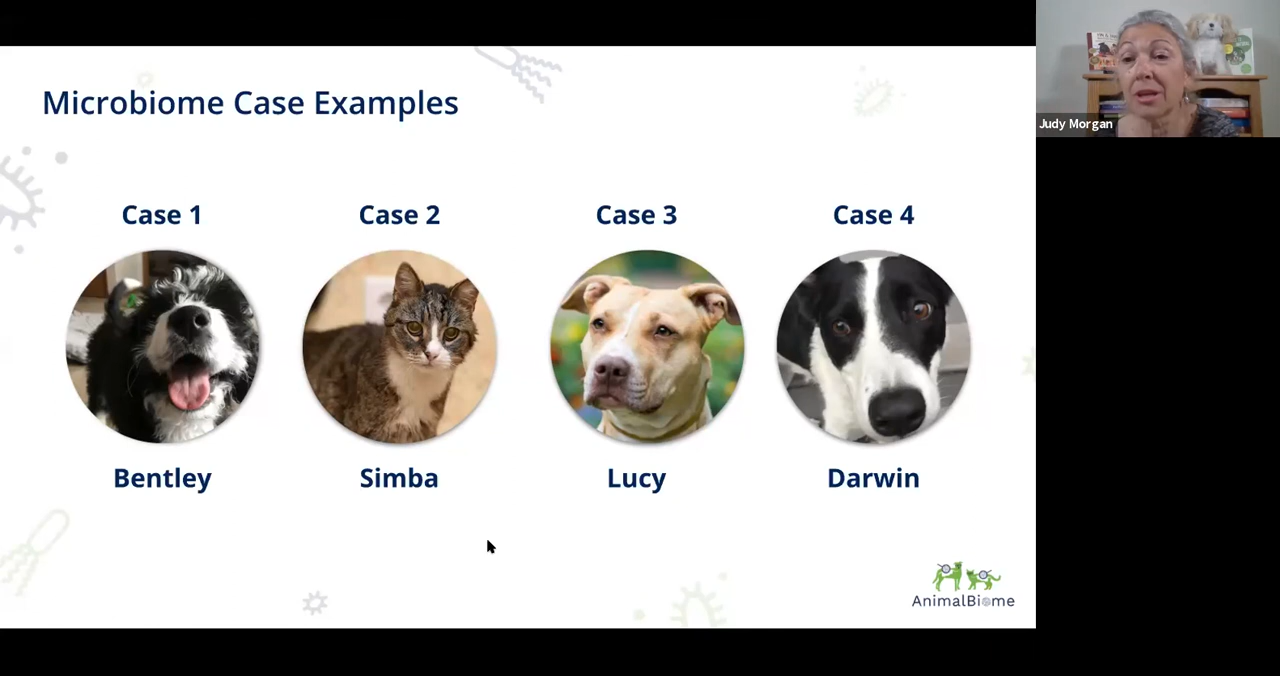 Microbiome Case Examples
Case 1
Case 2
Case 3
Case 4
Bentley
Simba
Lucy
Darwin
AnimalBiome
Judy Morgan